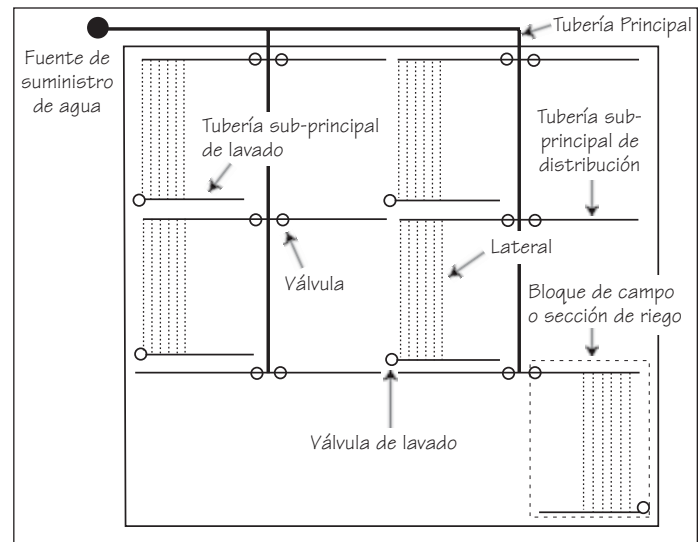 Tubería Principal
Fuente de
suministro
de agua
Tubería sub-principal
de lavado
Tubería sub-
principal de
distribución
Lateral
Válvula
Bloque de campo
o sección de riego
Válvula de lavado